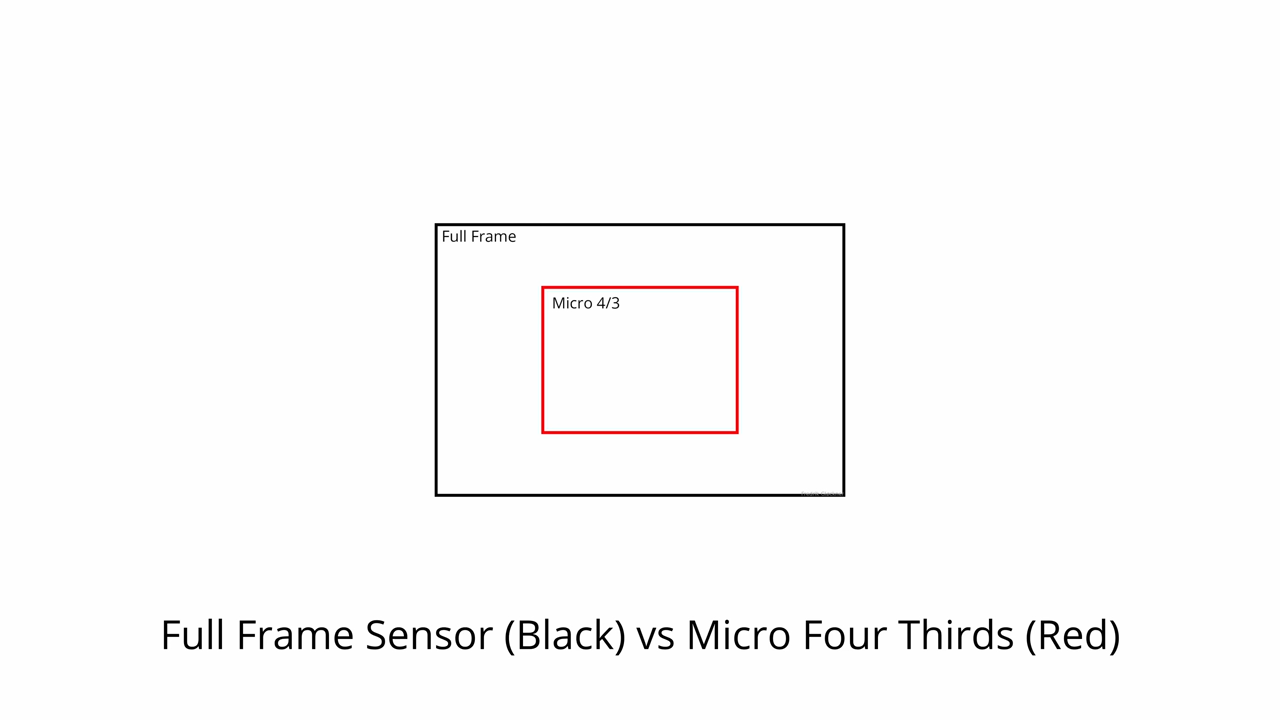 Full Frame
Micro 4/3
Full Frame Sensor (Black) vs Micro Four Thirds (Red)